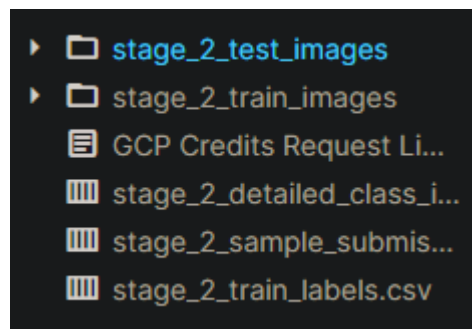 stage_2_test_images
stage_2_train_images
GCP Credits Request Li...
stage_2_detailed_class_i...
stage_2_sample_submis...
stage_2_train_labels.csv